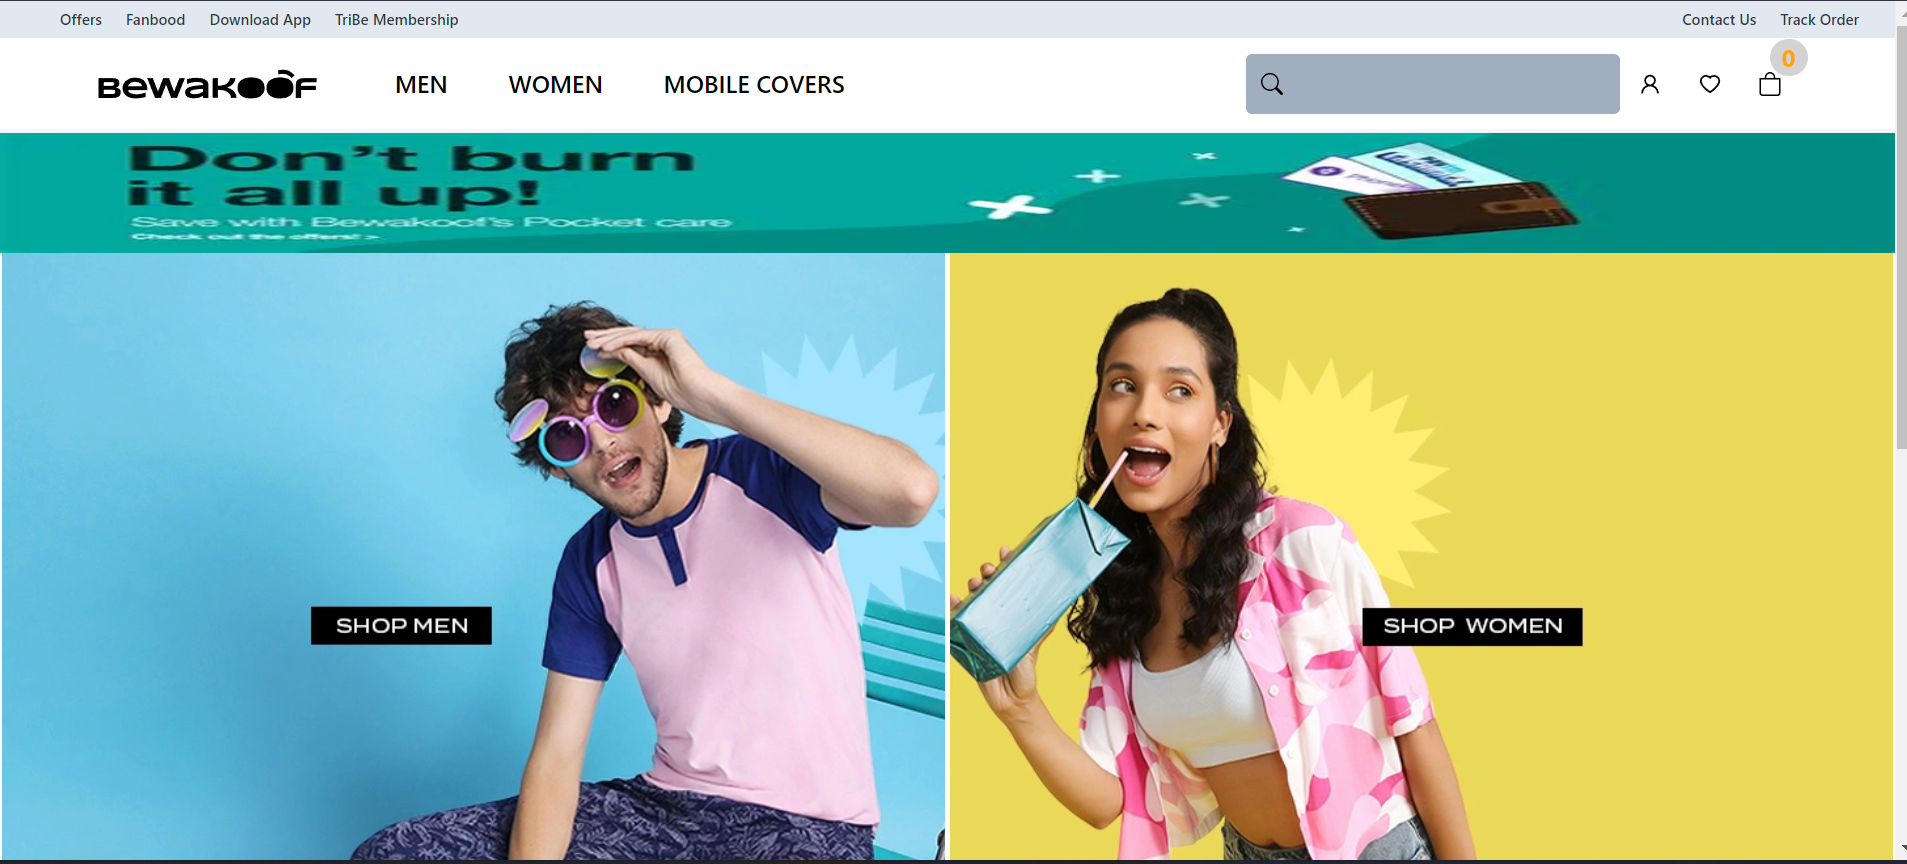 Offers Fanbood Download App TriBe Membership Contact Us Track Order
BEWAKOOF MEN WOMEN MOBILE COVERS 0
Don't burn
it all up!
Save with Bewakoof's Pocket care
Check out the offers! >
SHOP MEN
SHOP WOMEN